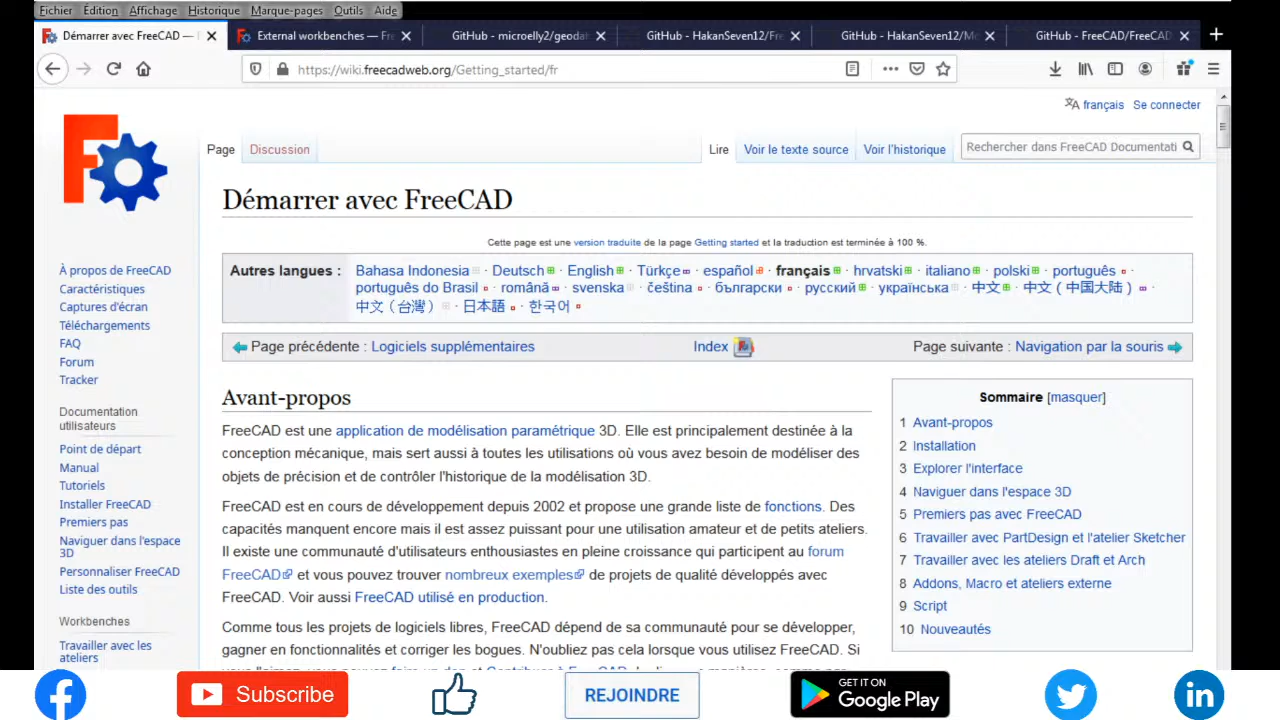 Fichier Édition Affichage Historique Marque-pages Outils Aide
Démarrer avec FreeCAD —
External workbenches — Fre
GitHub - microelly2/geodat
GitHub - HakanSeven12/Fre
GitHub - HakanSeven12/Mo
GitHub - FreeCAD/FreeCAD
https://wiki.freecadweb.org/Getting_started/fr
français Se connecter
Page Discussion Lire Voir le texte source Voir l'historique Rechercher dans FreeCAD Documentati
Démarrer avec FreeCAD
Cette page est une version traduite de la page Getting started et la traduction est terminée à 100 %.
Autres langues : Bahasa Indonesia · Deutsch · English · Türkçe · español · français · hrvatski · italiano · polski · português ·
português do Brasil · română · svenska · čeština · български · русский · українська · 中文 · 中文（中国大陆） ·
中文（台灣） · 日本語 · 한국어
Page précédente : Logiciels supplémentaires Index Page suivante : Navigation par la souris
À propos de FreeCAD
Caractéristiques
Captures d'écran
Téléchargements
FAQ
Forum
Tracker
Documentation
utilisateurs
Point de départ
Manual
Tutoriels
Installer FreeCAD
Premiers pas
Naviguer dans l'espace
3D
Personnaliser FreeCAD
Liste des outils
Workbenches
Travailler avec les
ateliers
Avant-propos
FreeCAD est une application de modélisation paramétrique 3D. Elle est principalement destinée à la
conception mécanique, mais sert aussi à toutes les utilisations où vous avez besoin de modéliser des
objets de précision et de contrôler l'historique de la modélisation 3D.
FreeCAD est en cours de développement depuis 2002 et propose une grande liste de fonctions. Des
capacités manquent encore mais il est assez puissant pour une utilisation amateur et de petits ateliers.
Il existe une communauté d'utilisateurs enthousiastes en pleine croissance qui participent au forum
FreeCAD et vous pouvez trouver nombreux exemples de projets de qualité développés avec
FreeCAD. Voir aussi FreeCAD utilisé en production.
Comme tous les projets de logiciels libres, FreeCAD dépend de sa communauté pour se développer,
gagner en fonctionnalités et corriger les bogues. N'oubliez pas cela lorsque vous utilisez FreeCAD. Si
Sommaire [masquer]
1 Avant-propos
2 Installation
3 Explorer l'interface
4 Naviguer dans l'espace 3D
5 Premiers pas avec FreeCAD
6 Travailler avec PartDesign et l'atelier Sketcher
7 Travailler avec les ateliers Draft et Arch
8 Addons, Macro et ateliers externe
9 Script
10 Nouveautés
Subscribe
REJOINDRE
GET IT ON
Google Play
in